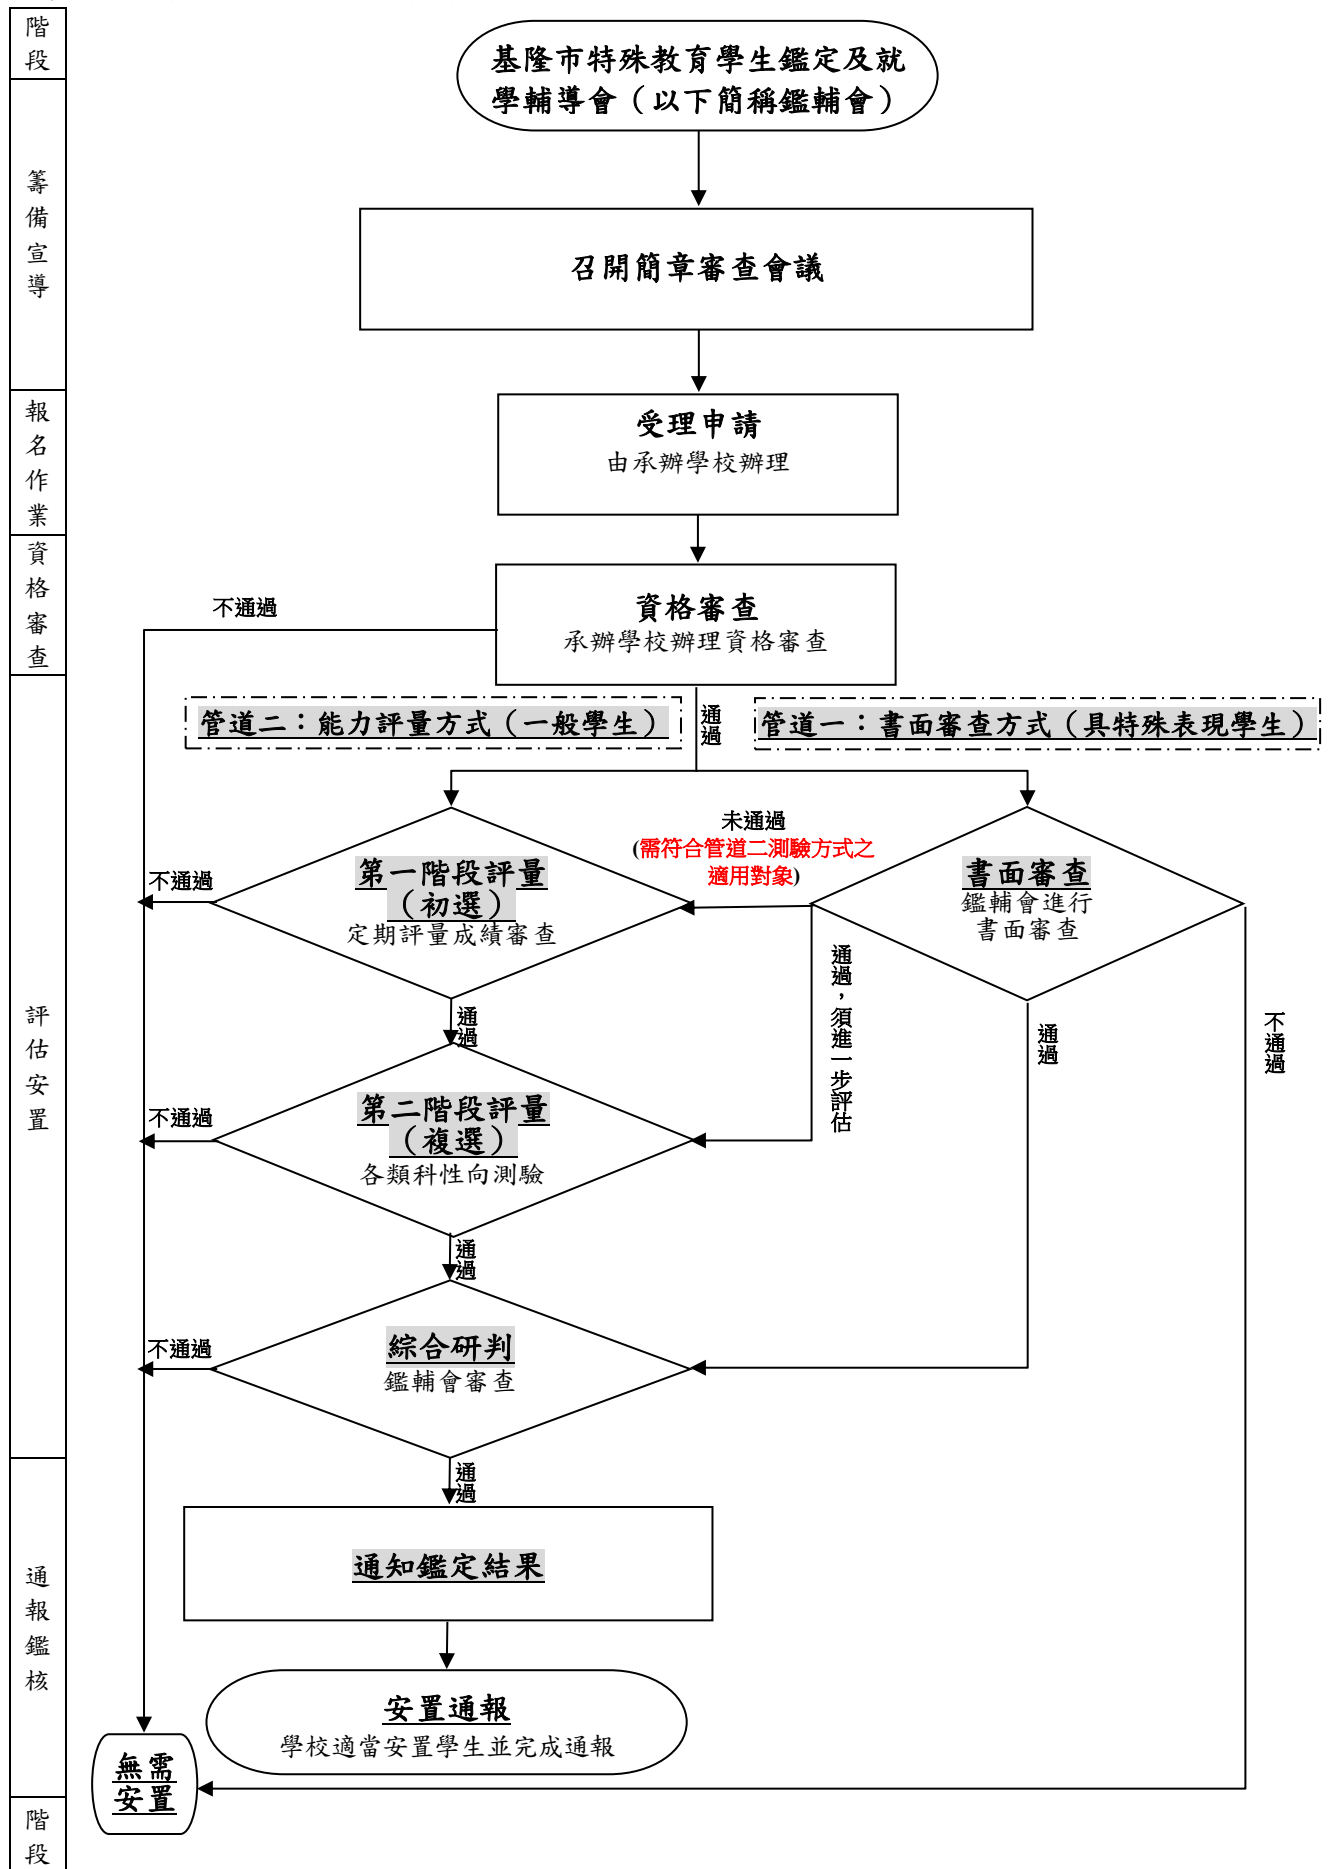 階
段
籌
備
宣
導
報
名
作
業
資
格
審
查
評
估
安
置
通
報
鑑
核
階
段
基隆市特殊教育學生鑑定及就
學輔導會（以下簡稱鑑輔會）
召開簡章審查會議
受理申請
由承辦學校辦理
資格審查
承辦學校辦理資格審查
不通過
通過
管道二：能力評量方式（一般學生）
管道一：書面審查方式（具特殊表現學生）
第一階段評量
（初選）
定期評量成績審查
不通過
未通過
(需符合管道二測驗方式之
適用對象)
書面審查
鑑輔會進行
書面審查
通過
通過，須進一步評估
通過
不通過
第二階段評量
（複選）
各類科性向測驗
不通過
通過
綜合研判
鑑輔會審查
不通過
通過
通知鑑定結果
安置通報
學校適當安置學生並完成通報
無需
安置